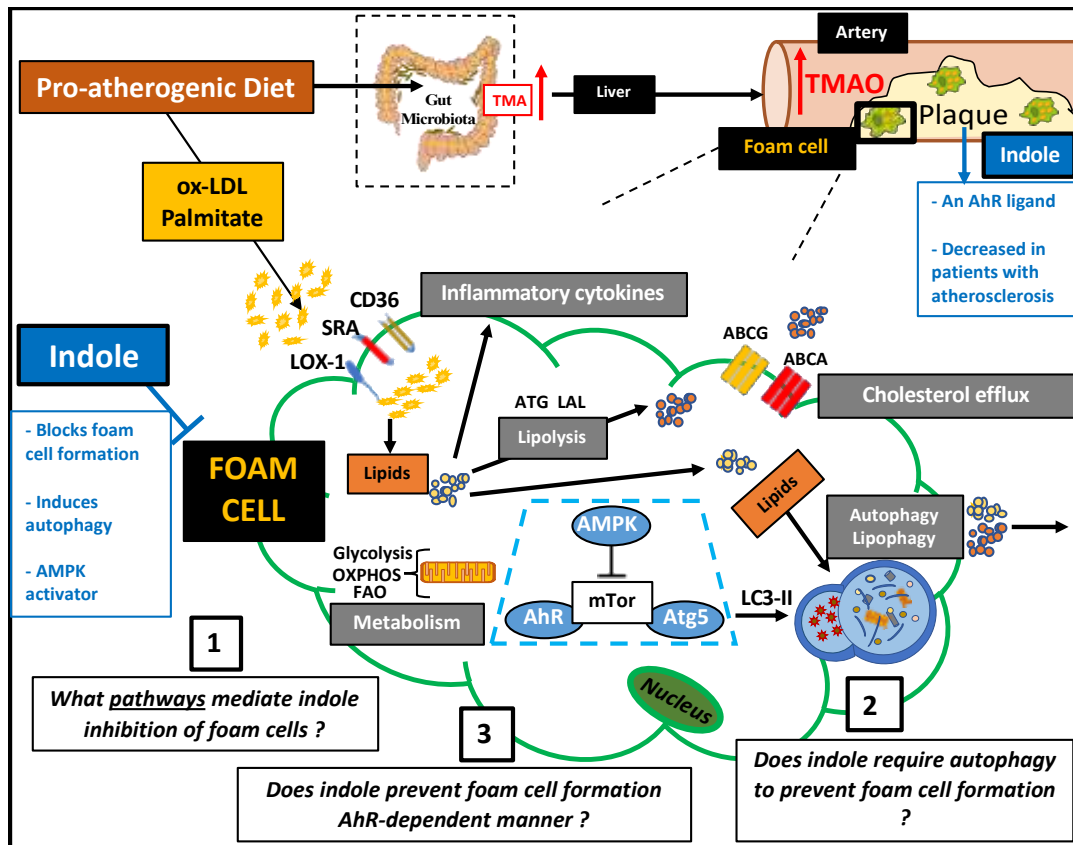 Artery
Pro-atherogenic Diet
Gut
Microbiota
TMA
Liver
TMAO
Plaque
Foam cell
Indole
- An AhR ligand
- Decreased in
patients with
atherosclerosis
ox-LDL
Palmitate
CD36
SRA
LOX-1
Inflammatory cytokines
ABCG
ABCA
Cholesterol efflux
Indole
- Blocks foam
cell formation
- Induces
autophagy
- AMPK
activator
FOAM
CELL
Lipids
ATG LAL
Lipolysis
Lipids
Autophagy
Lipophagy
AMPK
mTor
AhR
Atg5
LC3-II
Glycolysis
OXPHOS
FAO
Metabolism
1
What pathways mediate indole
inhibition of foam cells ?
Nucleus
2
Does indole require autophagy
to prevent foam cell formation
?
3
Does indole prevent foam cell formation
AhR-dependent manner ?